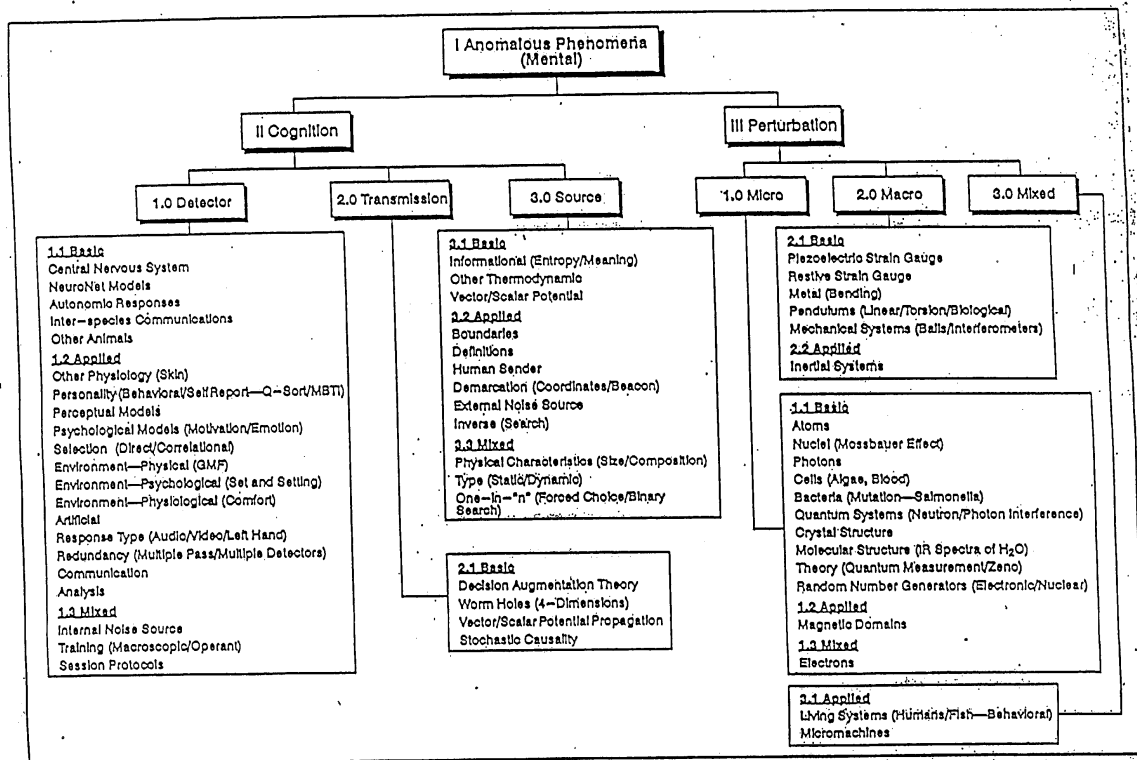 I Anomalous Phenomena
(Mental)
II Cognition
III Perturbation
1.0 Detector
2.0 Transmission
3.0 Source
1.0 Micro
2.0 Macro
3.0 Mixed
1.1 Basic
Central Nervous System
NeuroNet Models
Autonomic Responses
Inter-species Communications
Other Animals
1.2 Applied
Other Physiology (Skin)
Personality(Behavioral/Self Report—Q-Sort/MBTI)
Perceptual Models
Psychological Models (Motivation/Emotion)
Selection (Direct/Correlational)
Environment—Physical (GMF)
Environment—Psychological (Set and Setting)
Environment—Physiological (Comfort)
Artificial
Response Type (Audio/Video/Left Hand)
Redundancy (Multiple Pass/Multiple Detectors)
Communication
Analysis
1.3 Mixed
Internal Noise Source
Training (Macroscopic/Operant)
Session Protocols
2.1 Basic
Decision Augmentation Theory
Worm Holes (4-Dimensions)
Vector/Scalar Potential Propagation
Stochastic Causality
3.1 Basic
Informational (Entropy/Meaning)
Other Thermodynamic
Vector/Scalar Potential
3.2 Applied
Boundaries
Definitions
Human Sender
Demarcation (Coordinates/Beacon)
External Noise Source
Inverse (Search)
3.3 Mixed
Physical Characteristics (Size/Composition)
Type (Static/Dynamic)
One-in-"n" (Forced Choice/Binary
Search)
2.1 Basic
Piezoelectric Strain Gauge
Restive Strain Gauge
Metal (Bending)
Pendulums (Linear/Torsion/Biological)
Mechanical Systems (Balls/Interferometers)
2.2 Applied
Inertial Systems
1.1 Basic
Atoms
Nuclei (Mossbauer Effect)
Photons
Cells (Algae, Blood)
Bacteria (Mutation—Salmonella)
Quantum Systems (Neutron/Photon Interference)
Crystal Structure
Molecular Structure (IR Spectra of H₂O)
Theory (Quantum Measurement/Zeno)
Random Number Generators (Electronic/Nuclear)
1.2 Applied
Magnetic Domains
1.3 Mixed
Electrons
3.1 Applied
Living Systems (Humans/Fish—Behavioral)
Micromachines